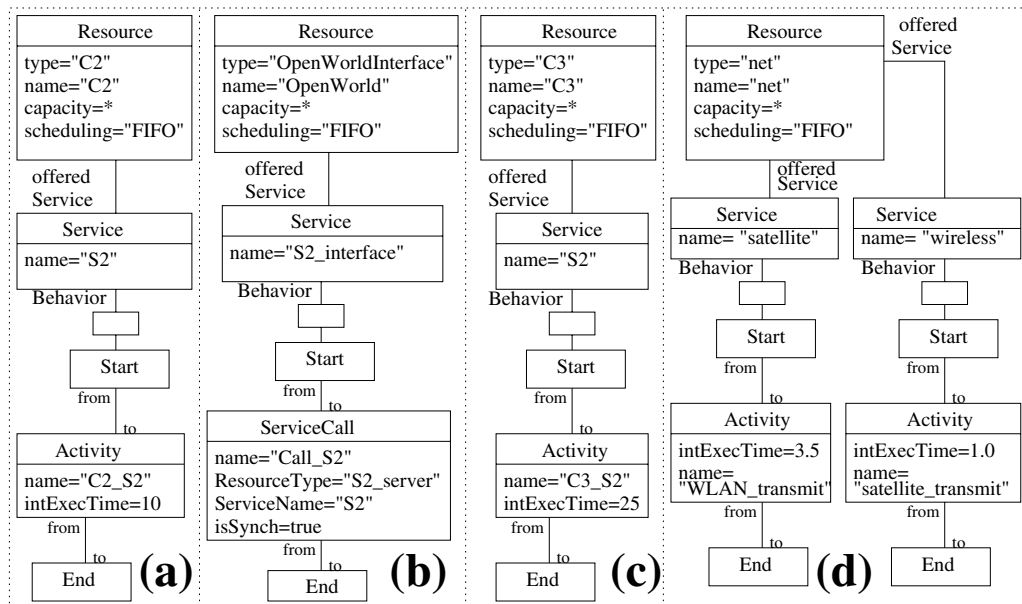 Resource
type="C2"
name="C2"
capacity=*
scheduling="FIFO"
offered
Service
Service
name="S2"
Behavior
Start
from
to
Activity
name="C2_S2"
intExecTime=10
from
to
End
(a)
Resource
type="OpenWorldInterface"
name="OpenWorld"
capacity=*
scheduling="FIFO"
offered
Service
Service
name="S2_interface"
Behavior
Start
from
to
ServiceCall
name="Call_S2"
ResourceType="S2_server"
ServiceName="S2"
isSynch=true
from
to
End
(b)
Resource
type="C3"
name="C3"
capacity=*
scheduling="FIFO"
offered
Service
Service
name="S2"
Behavior
Start
from
to
Activity
name="C3_S2"
intExecTime=25
from
to
End
(c)
Resource
type="net"
name="net"
capacity=*
scheduling="FIFO"
offered
Service
offered
Service
Service
name= "satellite"
Behavior
Start
from
to
Activity
intExecTime=3.5
name=
"WLAN_transmit"
from
to
End
Service
name= "wireless"
Behavior
Start
from
to
Activity
intExecTime=1.0
name=
"satellite_transmit"
from
to
End
(d)